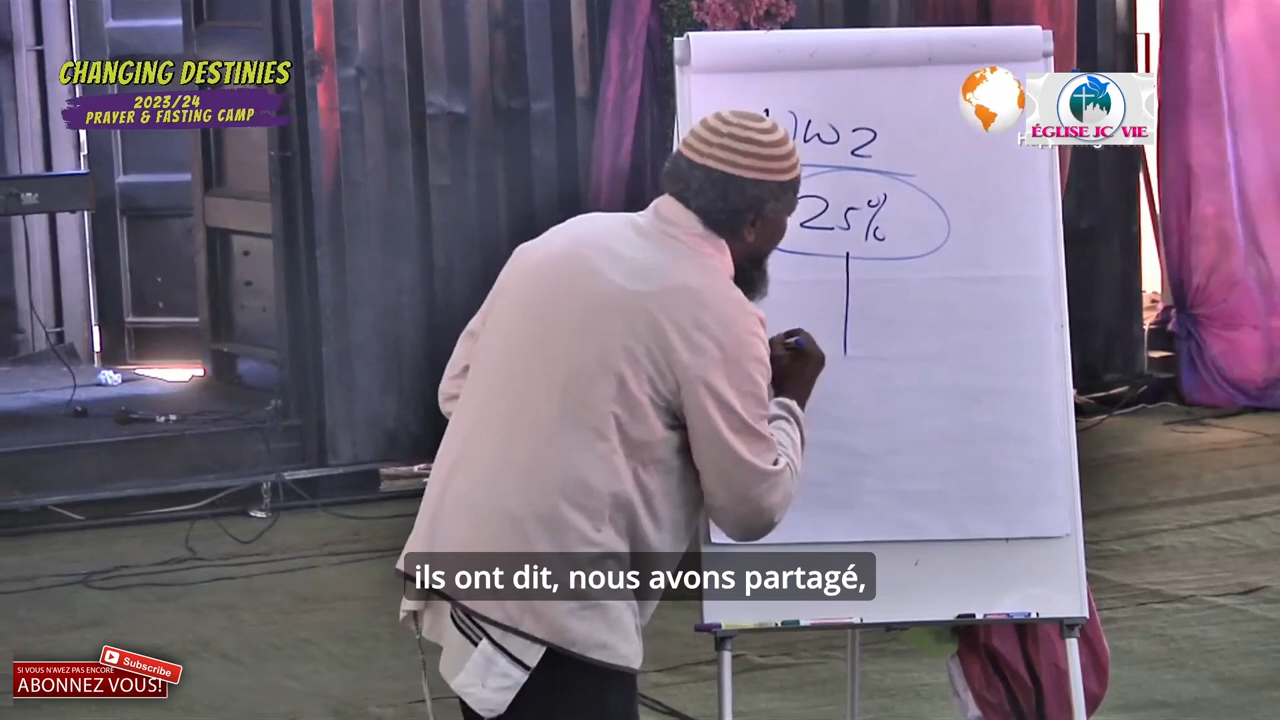 CHANGING DESTINIES
2023/24
PRAYER & FASTING CAMP
ÉGLISE JC VIE
W2
25%
ils ont dit, nous avons partagé,
SI VOUS N'AVEZ PAS ENCORE
ABONNEZ VOUS!
Subscribe